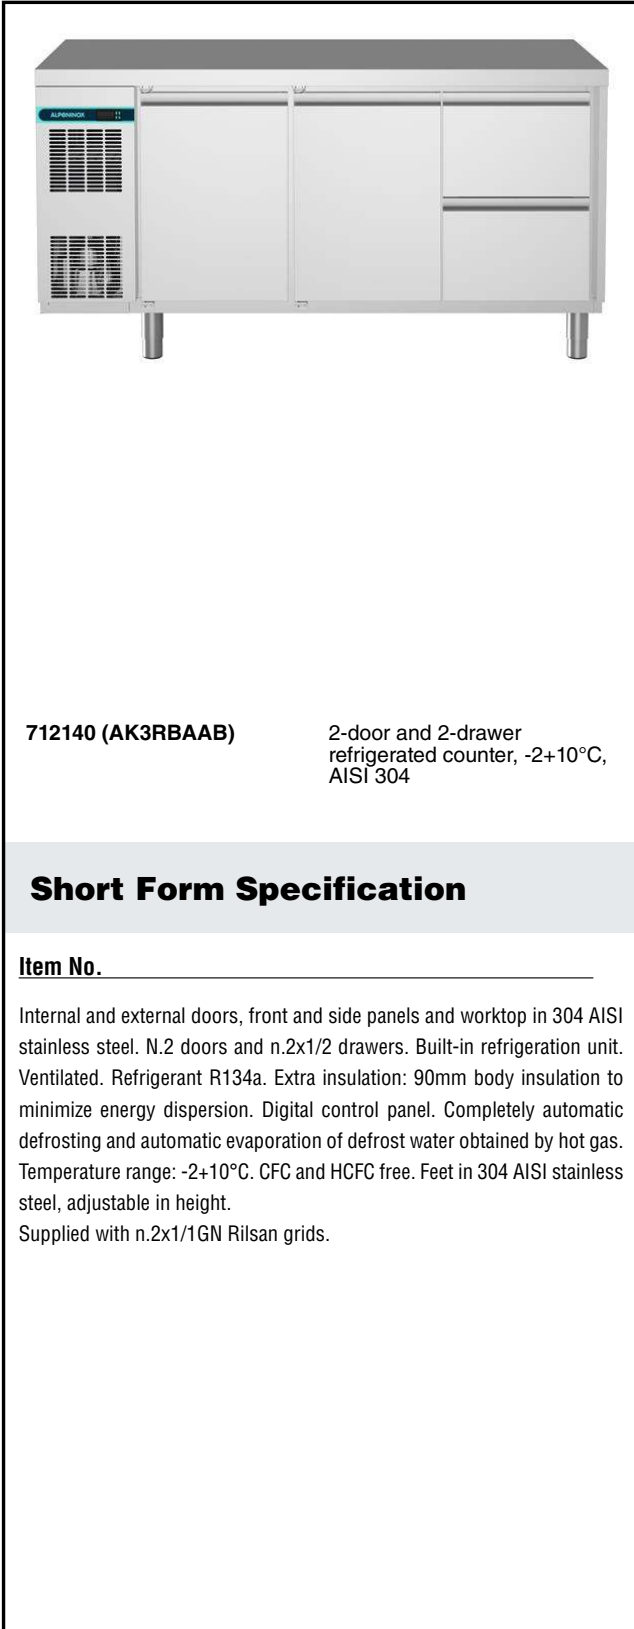 ALPENINOX
712140 (AK3RBAAB)
2-door and 2-drawer
refrigerated counter, -2+10°C,
AISI 304
Short Form Specification
Item No.
Internal and external doors, front and side panels and worktop in 304 AISI
stainless steel. N.2 doors and n.2x1/2 drawers. Built-in refrigeration unit.
Ventilated. Refrigerant R134a. Extra insulation: 90mm body insulation to
minimize energy dispersion. Digital control panel. Completely automatic
defrosting and automatic evaporation of defrost water obtained by hot gas.
Temperature range: -2+10°C. CFC and HCFC free. Feet in 304 AISI stainless
steel, adjustable in height.
Supplied with n.2x1/1GN Rilsan grids.